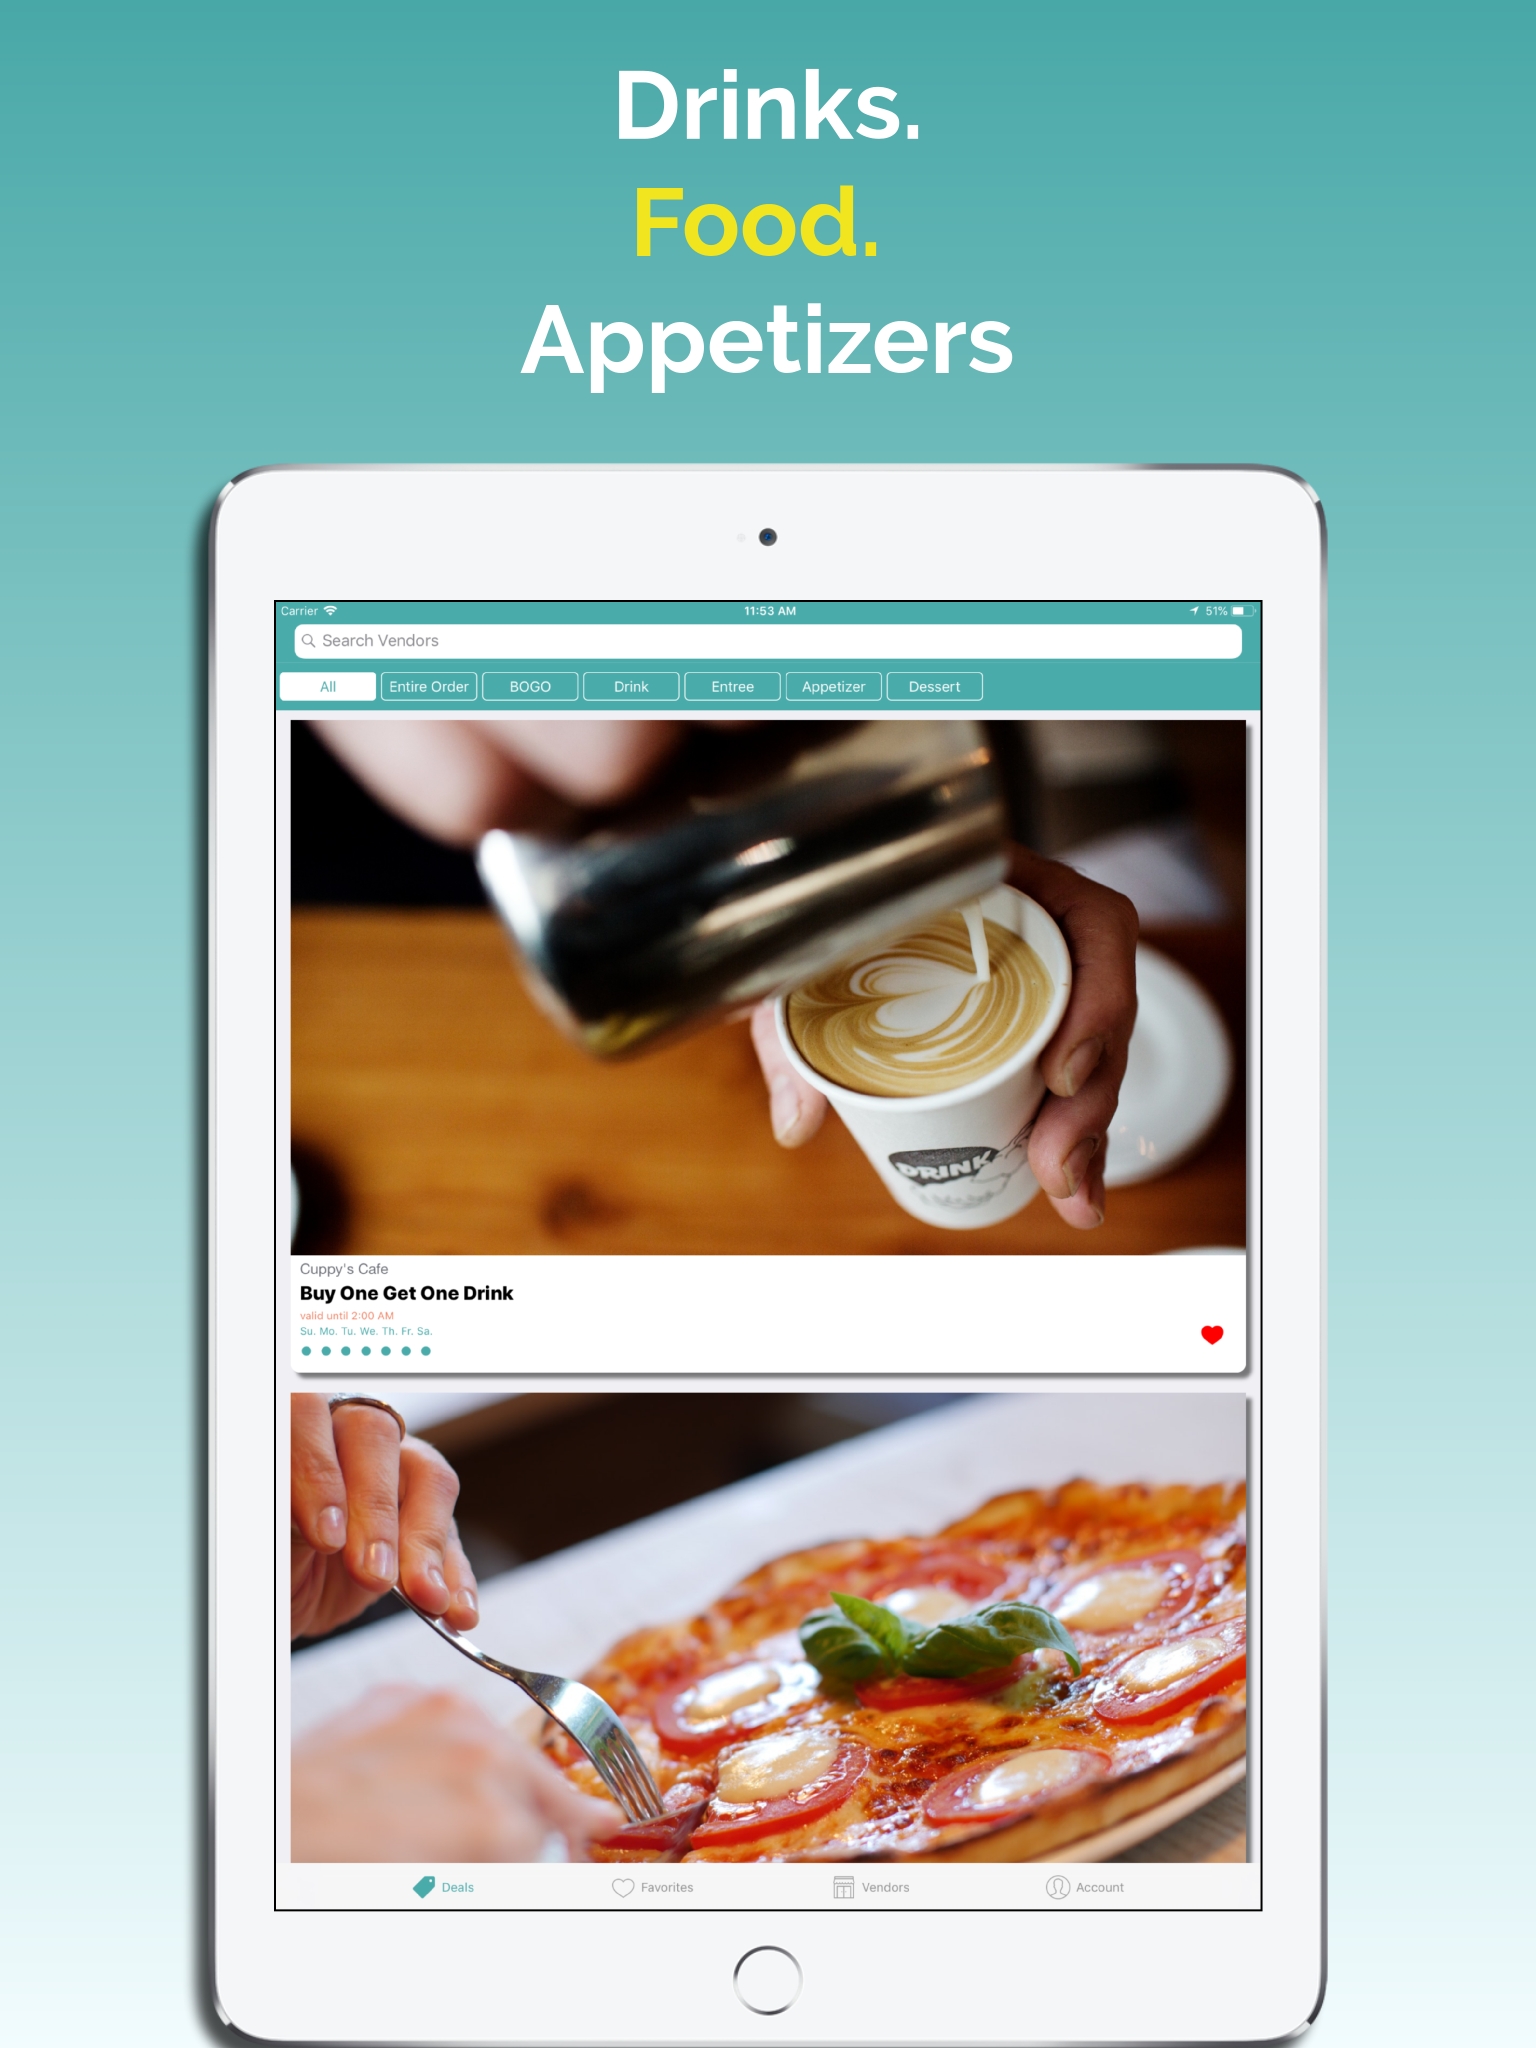 Drinks.
Food.
Appetizers
Carrier 11:53 AM 51%
Search Vendors
All Entire Order BOGO Drink Entree Appetizer Dessert
DRINK
Cuppy's Cafe
Buy One Get One Drink
valid until 2:00 AM
Su. Mo. Tu. We. Th. Fr. Sa.
Deals Favorites Vendors Account